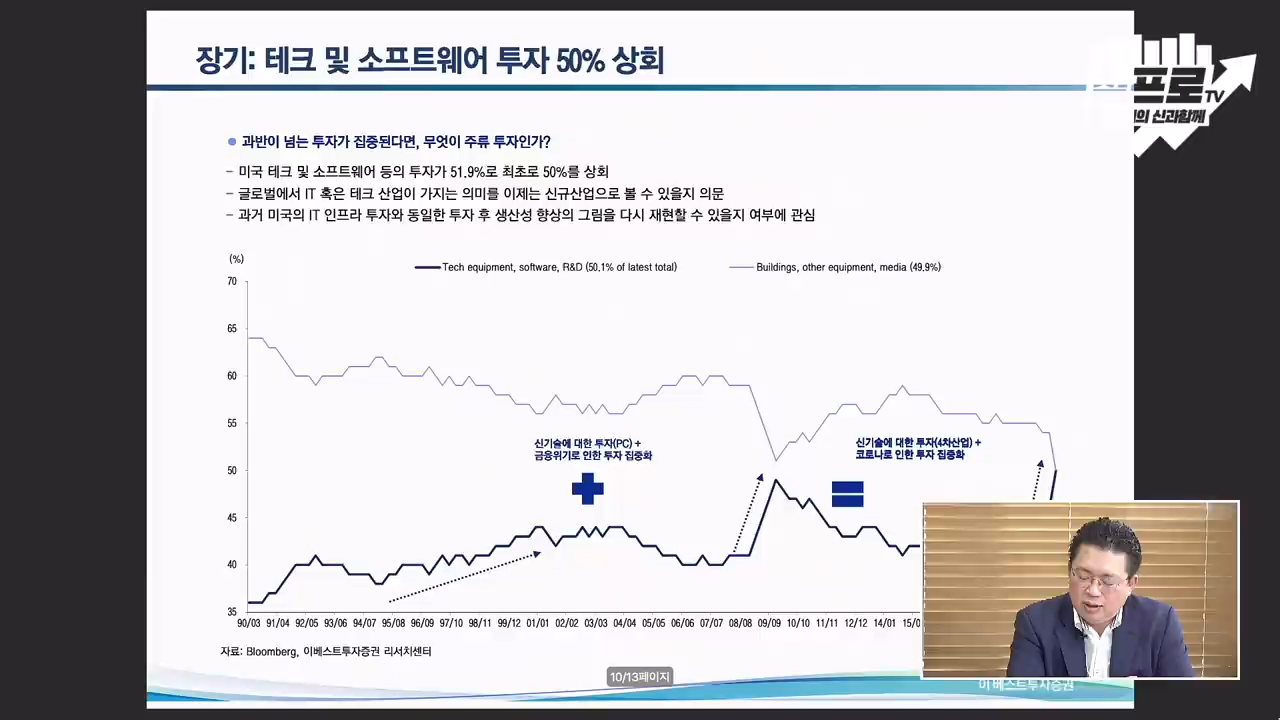 장기: 테크 및 소프트웨어 투자 50% 상회
프로TV
의 신과함께
● 과반이 넘는 투자가 집중된다면, 무엇이 주류 투자인가?
– 미국 테크 및 소프트웨어 등의 투자가 51.9%로 최초로 50%를 상회
– 글로벌에서 IT 혹은 테크 산업이 가지는 의미를 이제는 신규산업으로 볼 수 있을지 의문
– 과거 미국의 IT 인프라 투자와 동일한 투자 후 생산성 향상의 그림을 다시 재현할 수 있을지 여부에 관심
(%)
Tech equipment, software, R&D (50.1% of latest total)
Buildings, other equipment, media (49.9%)
70
65
60
55
50
45
40
35
신기술에 대한 투자(PC) +
금융위기로 인한 투자 집중화
신기술에 대한 투자(4차산업) +
코로나로 인한 투자 집중화
90/03 91/04 92/05 93/06 94/07 95/08 96/09 97/10 98/11 99/12 01/01 02/02 03/03 04/04 05/05 06/06 07/07 08/08 09/09 10/10 11/11 12/12 14/01 15/0
자료: Bloomberg, 이베스트투자증권 리서치센터
10/13페이지
이베스트투자증권